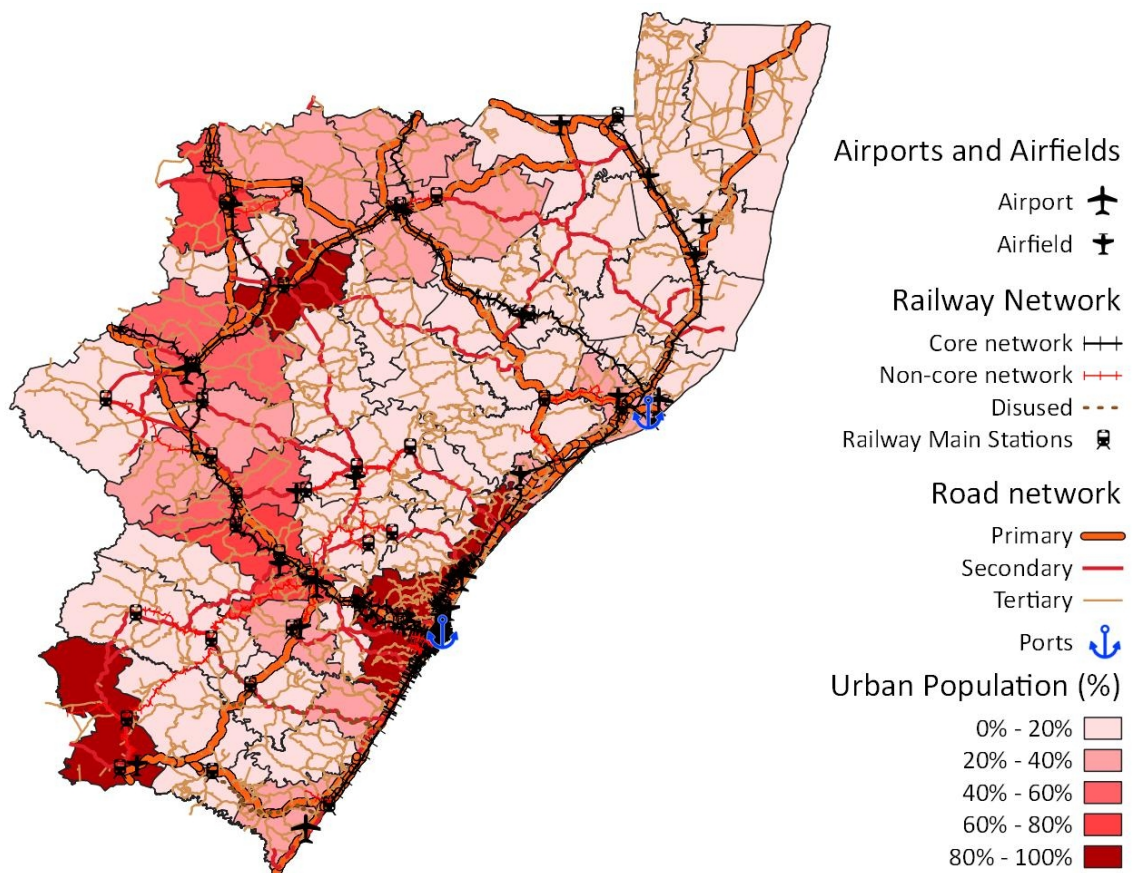 Airports and Airfields
Airport
Airfield
Railway Network
Core network
Non-core network
Disused
Railway Main Stations
Road network
Primary
Secondary
Tertiary
Ports
Urban Population (%)
0% - 20%
20% - 40%
40% - 60%
60% - 80%
80% - 100%